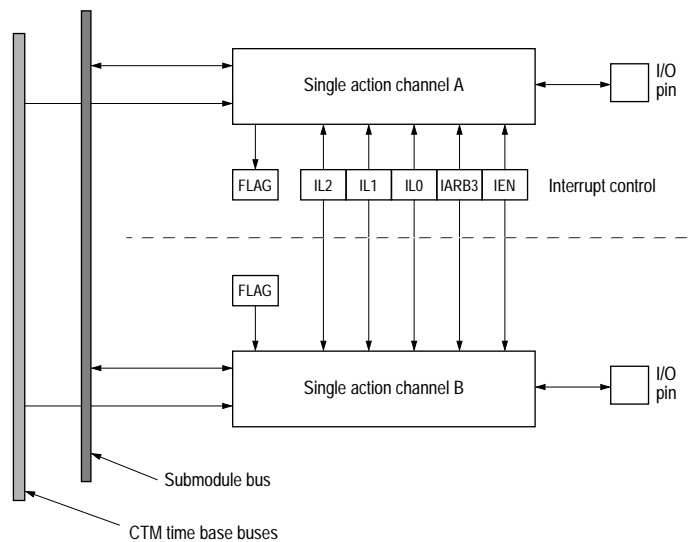 Single action channel A
I/O
pin
FLAG
IL2
IL1
IL0
IARB3
IEN
Interrupt control
FLAG
Single action channel B
I/O
pin
Submodule bus
CTM time base buses